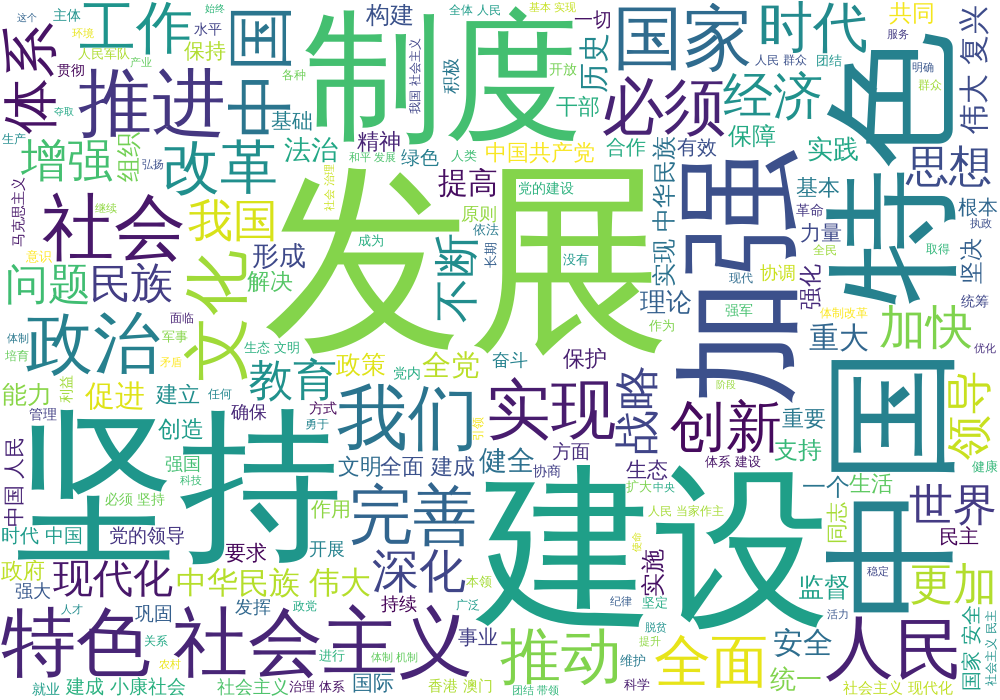 这个
主体
工作
始终
中国
构建
全体 人民
基本 实现
一切
国家
时代
共同
复兴
体系
环境
水平
保持
人民军队
产业
制度
我国 社会主义
积极
开放
历史
人民 群众
团结
服务
明确
群众
特色
伟大
贯彻
推进
夺取
各种
基础
干部
必须
经济
保障
生产
增强
组织
弘扬
改革
法治
精神
和平 发展
绿色
人类
中国共产党
合作
中华民族
有效
实践
思想
马克思主义
继续
社会
我国
社会 治理
提高
党的建设
原则
依法
加强
基本
革命
力量
根本
执政
意识
文化
形成
成为
发展
不断
长期
没有
实现
全民
取得
坚决
问题
民族
解决
现代
协调
强化
统筹
体制
培育
政治
面临
军事
矛盾
生态 文明
理论
强军
作为
体制改革
重大
加快
优化
能力
利益
促进
建立
任何
教育
政策
党内
全党
奋斗
保护
阶段
中国
领导
管理
确保
方式
勇于
我们
引领
实现
战略
创新
重要
坚持
创造
强国
科技
文明
全面 建成
健全
协商
方面
生态
体系 建设
支持
健康
中国 人民
必须 坚持
作用
完善
建设
扩大
中央
人民 当家作主
一个
生活
同志
世界
民主
时代 中国
党的领导
要求
开展
使命
政府
强大
现代化
中华民族 伟大
深化
本领
实施
监督
稳定
更加
人才
巩固
发挥
政党
持续
广泛
纪律
坚定
活力
特色 社会主义
关系
农村
进行
体制 机制
事业
推动
脱贫
提升
维护
全面
安全
人民
国家 安全
社会主义 民主
就业
建成 小康社会
社会主义
治理 体系
国际
香港 澳门
团结 带领
科学
统一
社会主义 现代化